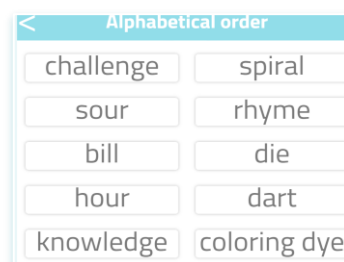 < Alphabetical order
challenge spiral
sour rhyme
bill die
hour dart
knowledge coloring dye